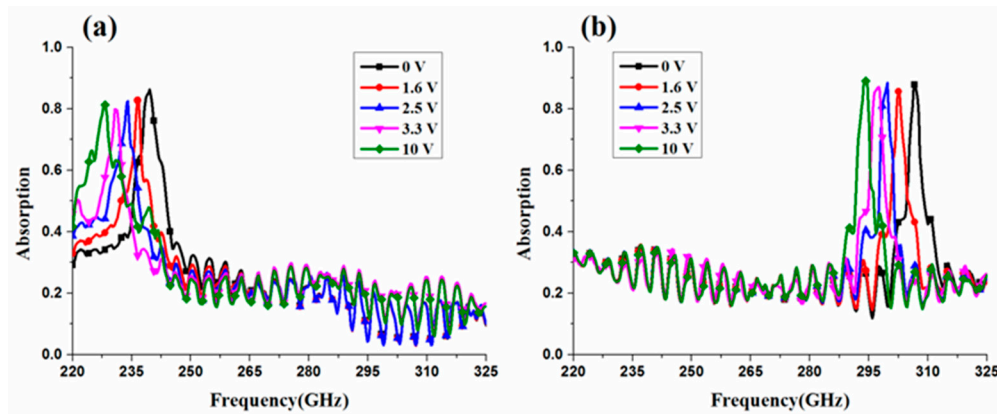 (a)
1.0
0.8
0.6
0.4
0.2
0.0
Absorption
0 V
1.6 V
2.5 V
3.3 V
10 V
220 235 250 265 280 295 310 325
Frequency(GHz)
(b)
1.0
0.8
0.6
0.4
0.2
0.0
Absorption
0 V
1.6 V
2.5 V
3.3 V
10 V
220 235 250 265 280 295 310 325
Frequency(GHz)